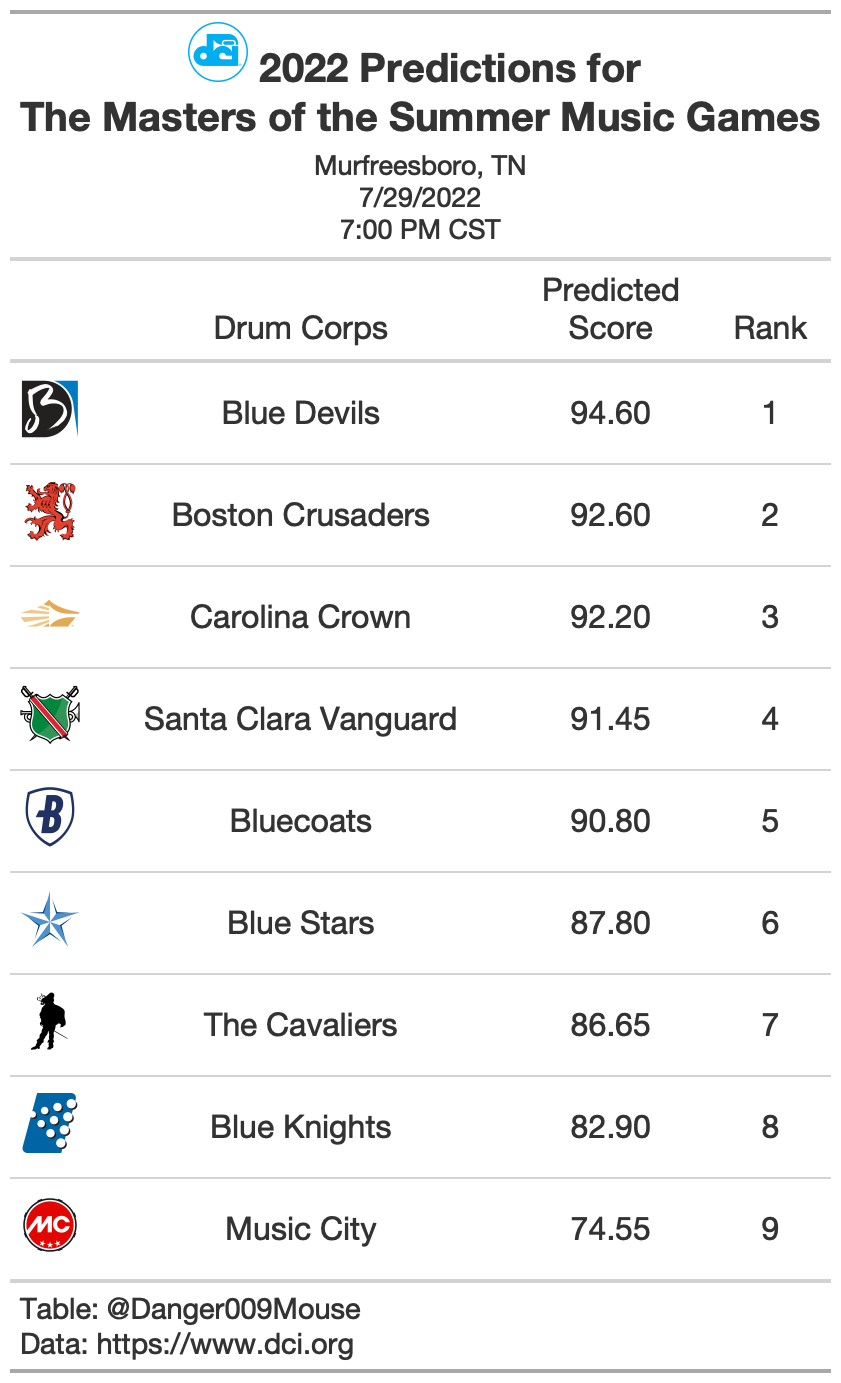 dci 2022 Predictions for
The Masters of the Summer Music Games
Murfreesboro, TN
7/29/2022
7:00 PM CST
Drum Corps Predicted Score Rank
B Blue Devils 94.60 1
Boston Crusaders 92.60 2
Carolina Crown 92.20 3
Santa Clara Vanguard 91.45 4
B Bluecoats 90.80 5
Blue Stars 87.80 6
The Cavaliers 86.65 7
Blue Knights 82.90 8
MC Music City 74.55 9
Table: @Danger009Mouse
Data: https://www.dci.org